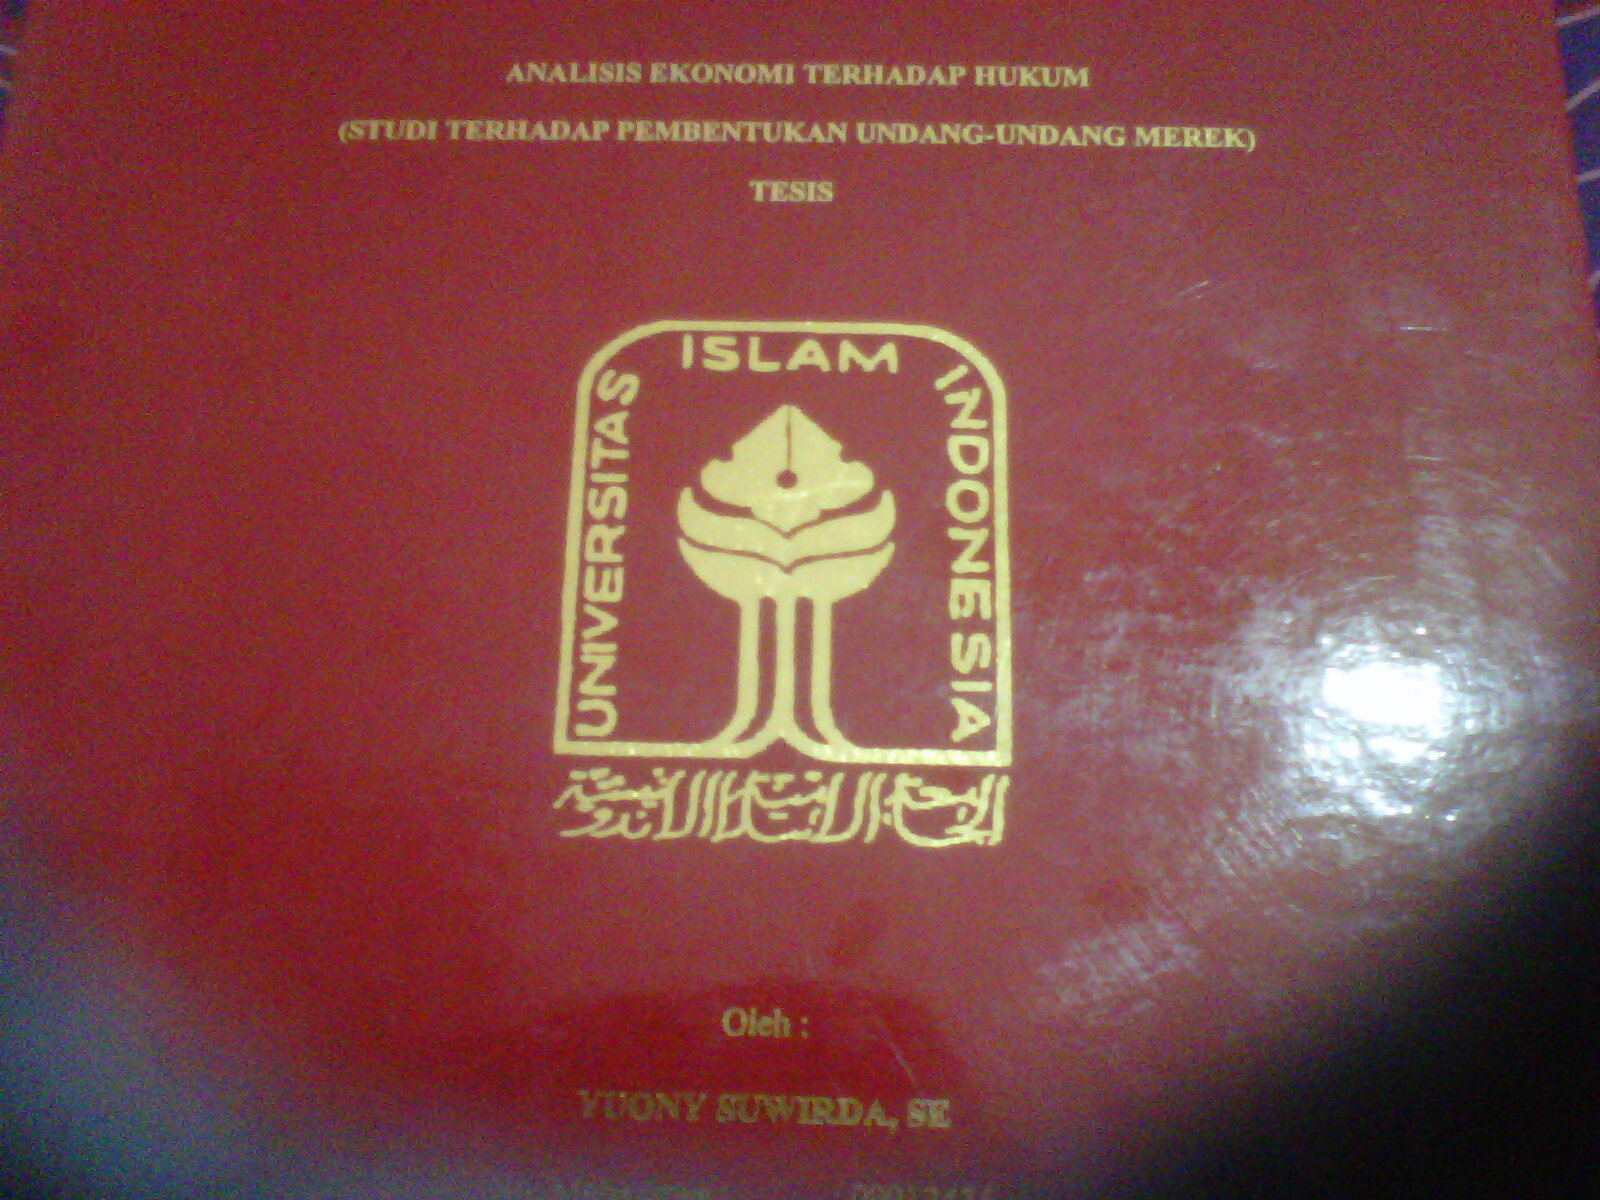 ANALISIS EKONOMI TERHADAP HUKUM
(STUDI TERHADAP PEMBENTUKAN UNDANG-UNDANG MEREK)
TESIS
UNIVERSITAS ISLAM INDONESIA
Oleh :
YUONY SUWIRDA, SE